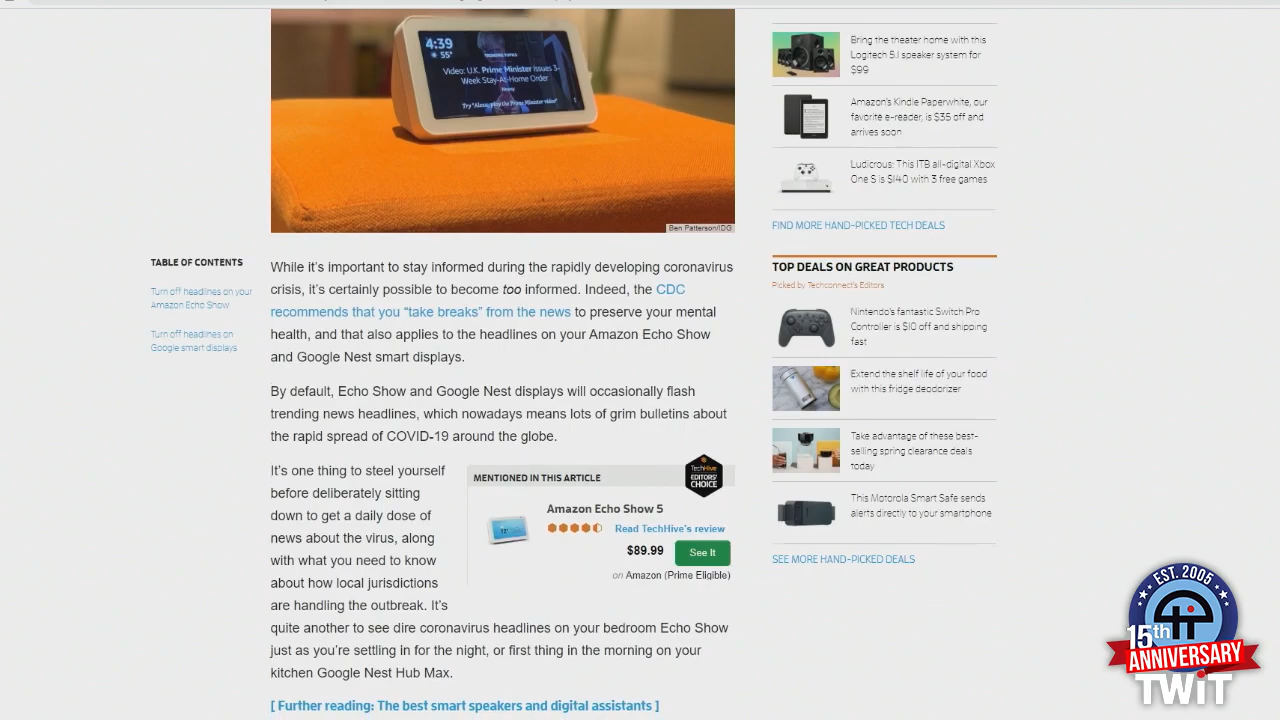 4:39
55°
TRENDING TOPICS
Video: U.K. Prime Minister Issues 3-
Week Stay-At-Home Order
Try "Alexa, play the Prime Minister video"
Ben Patterson/IDG
TABLE OF CONTENTS
Turn off headlines on your
Amazon Echo Show
Turn off headlines on
Google smart displays
While it's important to stay informed during the rapidly developing coronavirus
crisis, it's certainly possible to become too informed. Indeed, the CDC
recommends that you "take breaks" from the news to preserve your mental
health, and that also applies to the headlines on your Amazon Echo Show
and Google Nest smart displays.
By default, Echo Show and Google Nest displays will occasionally flash
trending news headlines, which nowadays means lots of grim bulletins about
the rapid spread of COVID-19 around the globe.
It's one thing to steel yourself
before deliberately sitting
down to get a daily dose of
news about the virus, along
with what you need to know
about how local jurisdictions
are handling the outbreak. It's
quite another to see dire coronavirus headlines on your bedroom Echo Show
just as you're settling in for the night, or first thing in the morning on your
kitchen Google Nest Hub Max.
[ Further reading: The best smart speakers and digital assistants ]
MENTIONED IN THIS ARTICLE
TechHive
EDITORS'
CHOICE
Amazon Echo Show 5
Read TechHive's review
$89.99
See It
on Amazon (Prime Eligible)
Bring the theater home with this
Logitech 5.1 speaker system for
$99
Amazon's Kindle Paperwhite, our
favorite e-reader, is $35 off and
arrives soon
Ludicrous: This 1TB all-digital Xbox
One S is $140 with 3 free games
FIND MORE HAND-PICKED TECH DEALS
TOP DEALS ON GREAT PRODUCTS
Picked by Techconnect's Editors
Nintendo's fantastic Switch Pro
Controller is $10 off and shipping
fast
Extend the shelf life of your food
with this fridge deodorizer
Take advantage of these best-
selling spring clearance deals
today
This Motorola Smart Safe sends
alerts directly to your smartphone
SEE MORE HAND-PICKED DEALS
EST. 2005
15th
ANNIVERSARY
TWiT